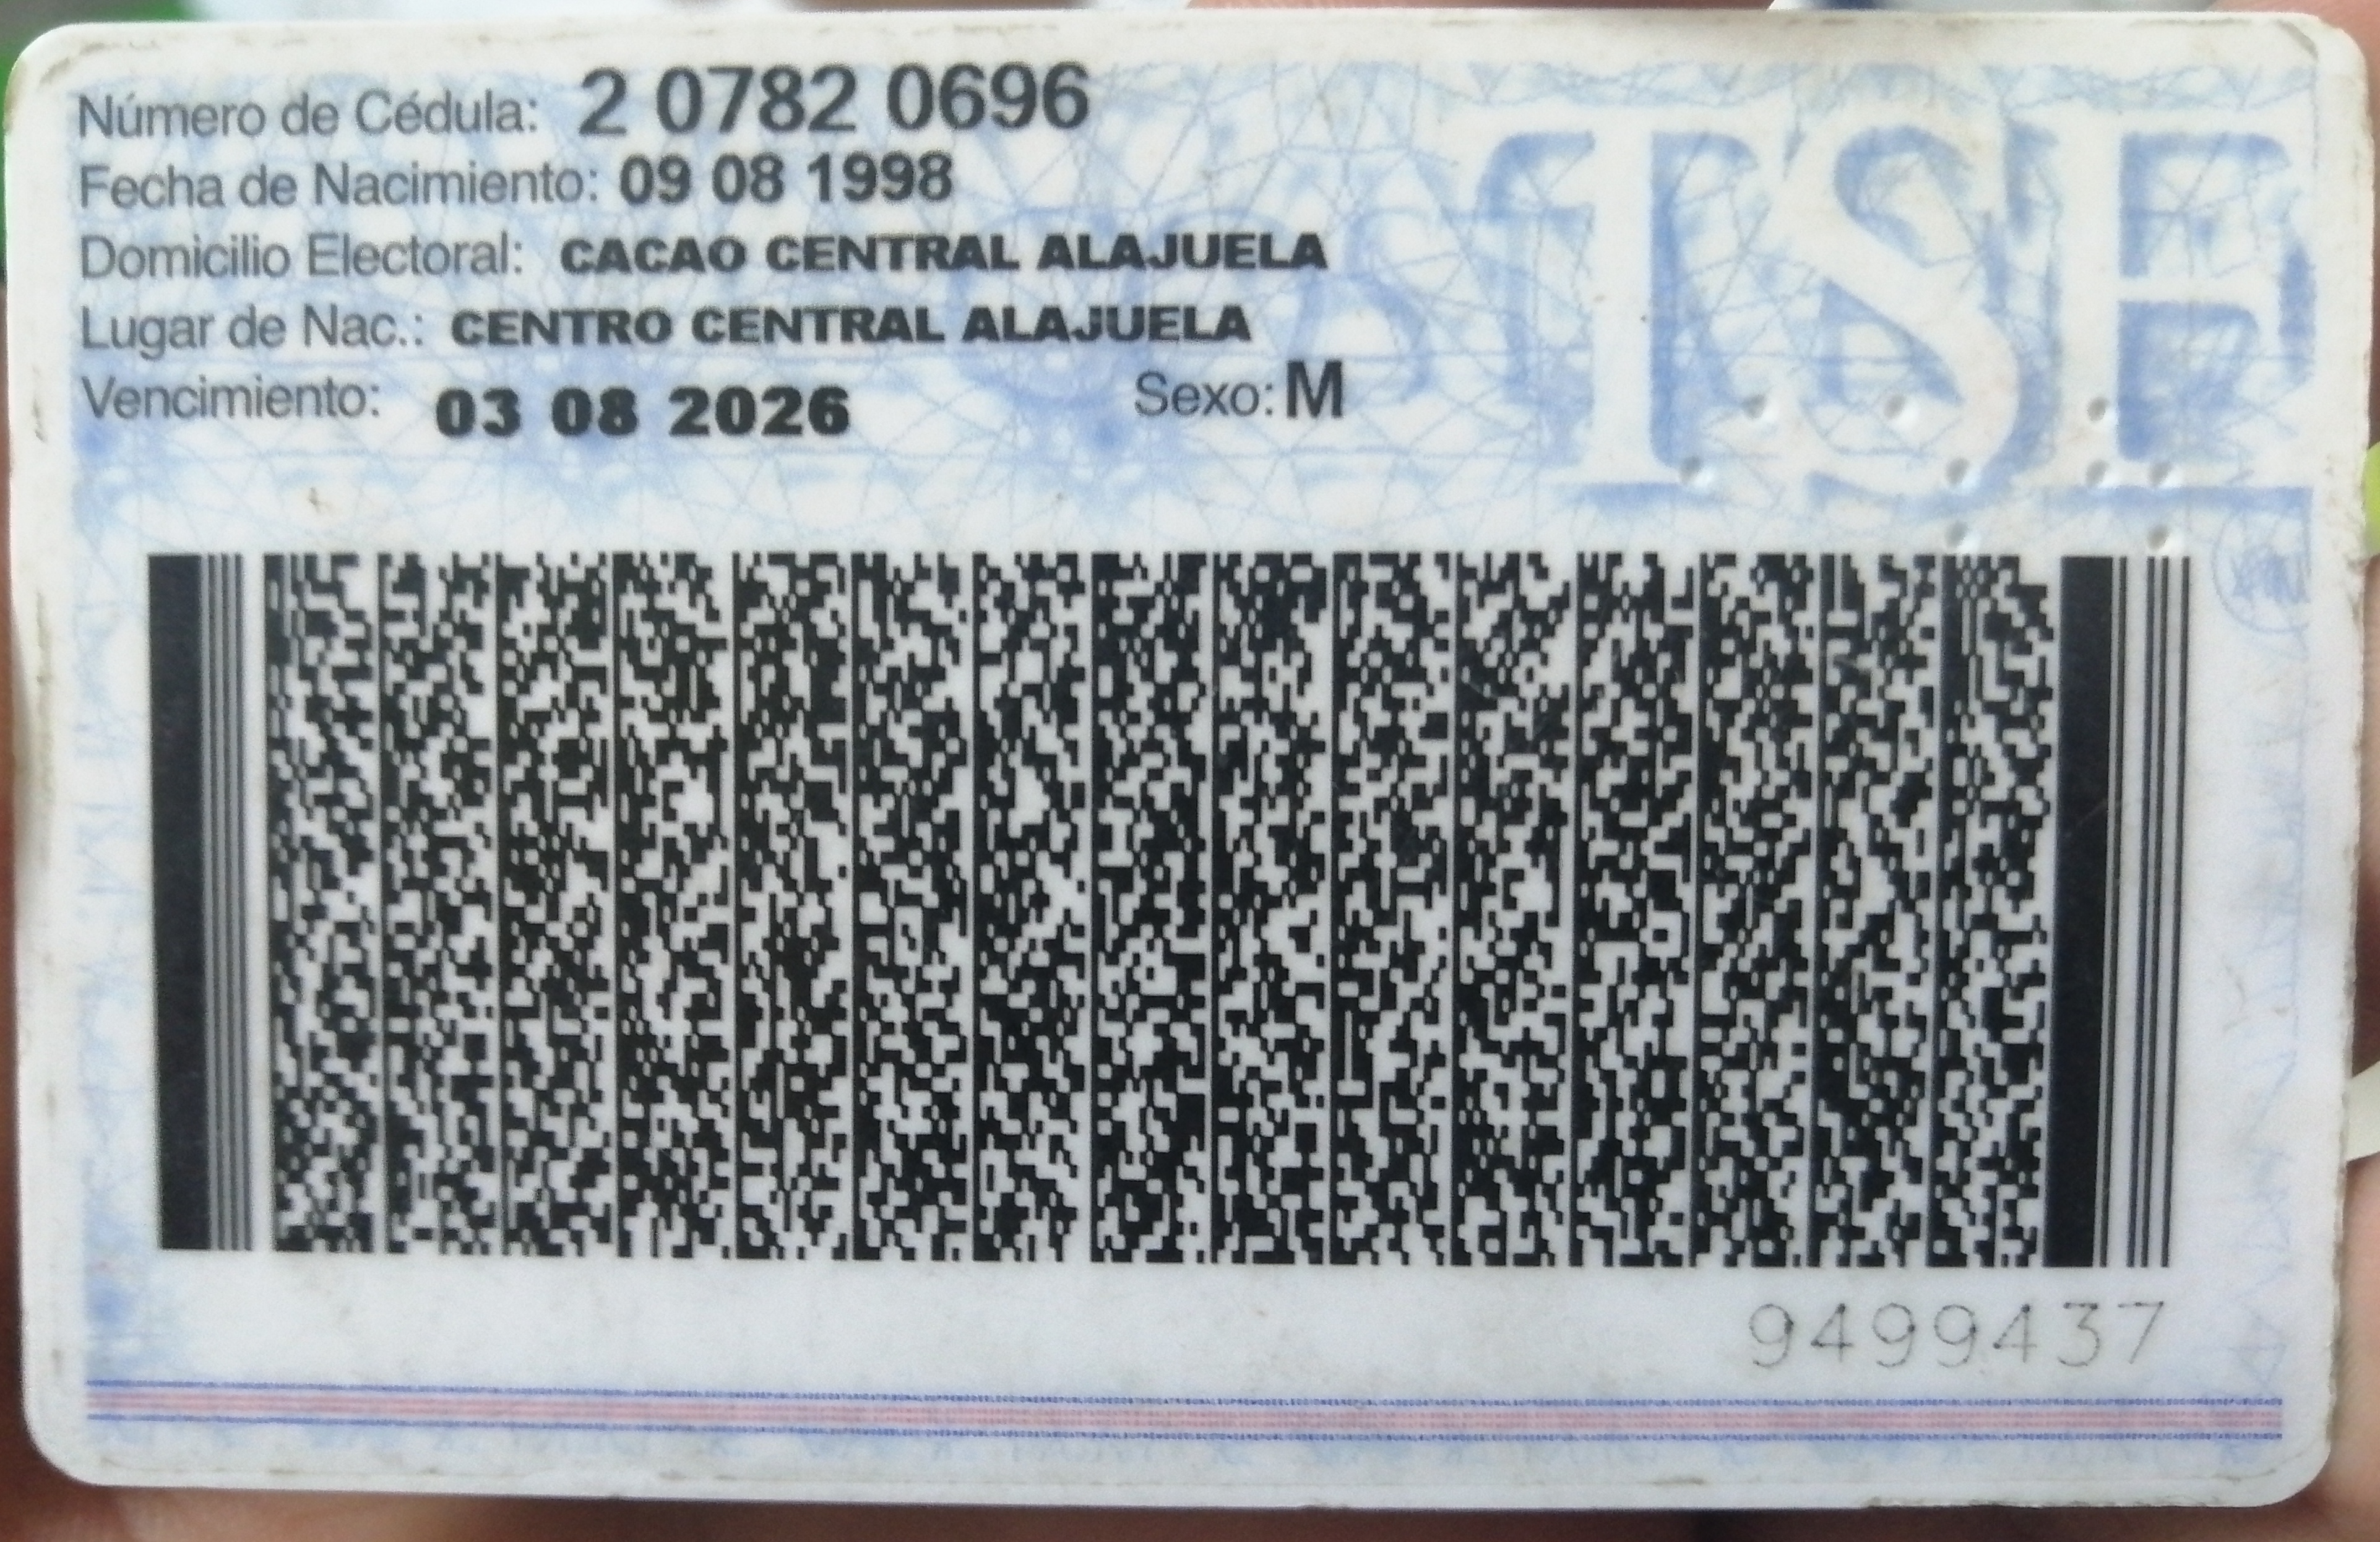 Número de Cédula: 2 0782 0696
Fecha de Nacimiento: 09 08 1998
Domicilio Electoral: CACAO CENTRAL ALAJUELA
Lugar de Nac.: CENTRO CENTRAL ALAJUELA
Vencimiento: 03 08 2026 Sexo: M
TSE
9499437